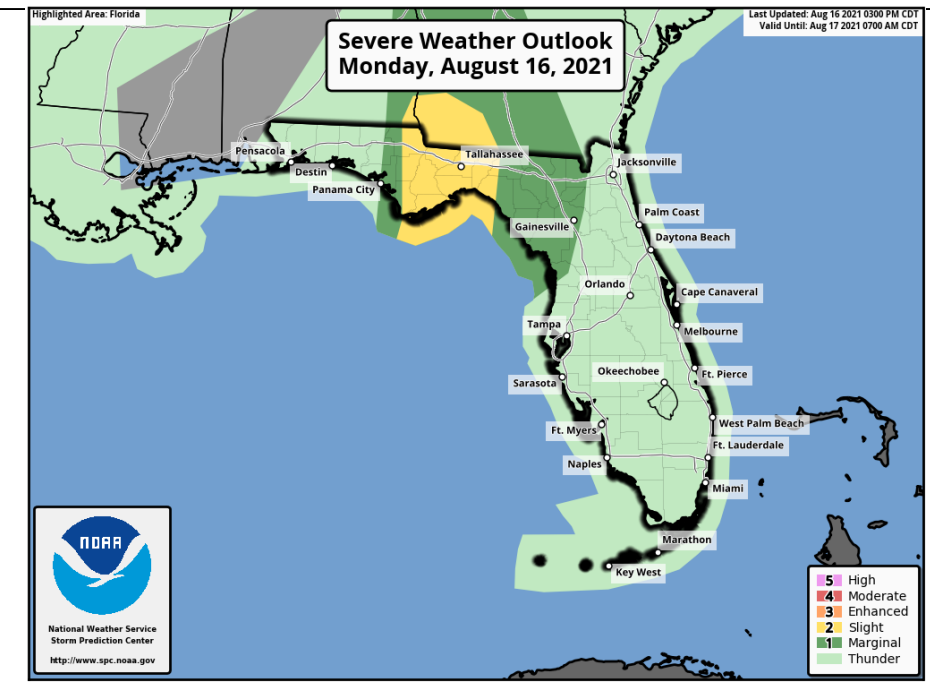 Highlighted Area: Florida
Last Updated: Aug 16 2021 0300 PM CDT
Valid Until: Aug 17 2021 0700 AM CDT
Severe Weather Outlook
Monday, August 16, 2021
Pensacola
Tallahassee
Jacksonville
Destin
Panama City
Palm Coast
Gainesville
Daytona Beach
Orlando
Cape Canaveral
Tampa
Melbourne
Okeechobee
Ft. Pierce
Sarasota
West Palm Beach
Ft. Myers
Ft. Lauderdale
Naples
Miami
Marathon
Key West
NOAA
National Weather Service
Storm Prediction Center
http://www.spc.noaa.gov
5 High
4 Moderate
3 Enhanced
2 Slight
1 Marginal
Thunder